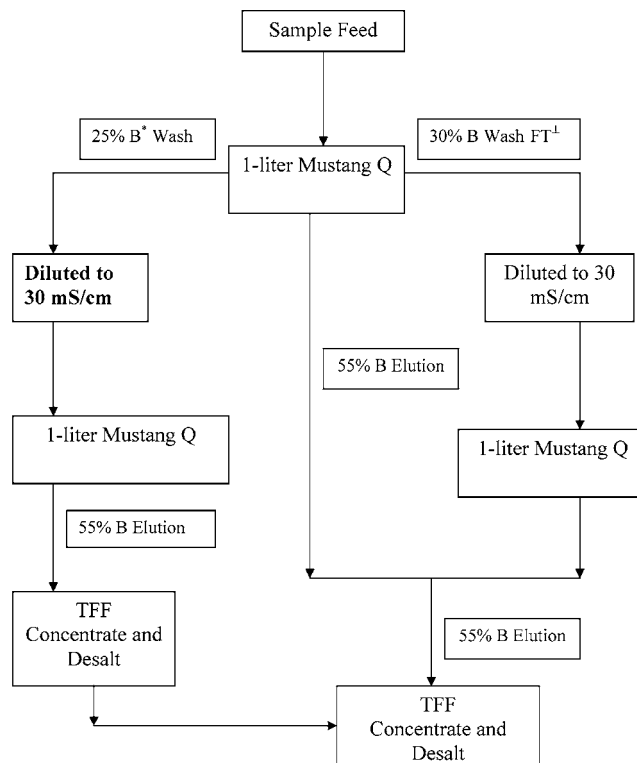 Sample Feed
25% B* Wash
30% B Wash FT⊥
1-liter Mustang Q
Diluted to
30 mS/cm
Diluted to 30
mS/cm
55% B Elution
1-liter Mustang Q
1-liter Mustang Q
55% B Elution
TFF
Concentrate and
Desalt
55% B Elution
TFF
Concentrate and
Desalt